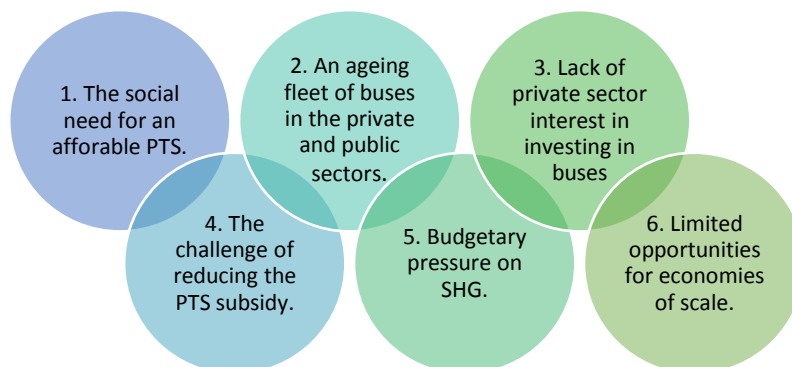 1. The social
need for an
afforable PTS.
2. An ageing
fleet of buses
in the private
and public
sectors.
3. Lack of
private sector
interest in
investing in
buses
4. The
challenge of
reducing the
PTS subsidy.
5. Budgetary
pressure on
SHG.
6. Limited
opportunities
for economies
of scale.